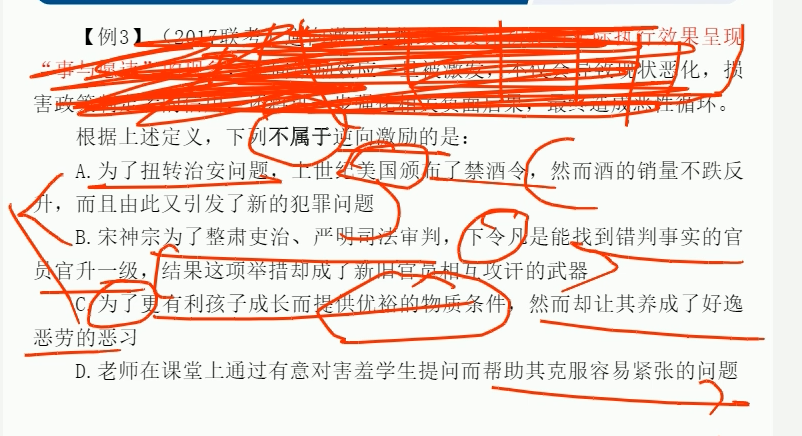 【例3】（2017联考 际执行效果呈现
“事与愿违” 被激发，不仅会导致现状恶化，损
害政策 最终造成恶性循环。
根据上述定义，下列不属于逆向激励的是：
A.为了扭转治安问题，上世纪美国颁布了禁酒令，然而酒的销量不跌反
升，而且由此又引发了新的犯罪问题
B.宋神宗为了整肃吏治、严明司法审判，下令凡是能找到错判事实的官
员官升一级，结果这项举措却成了新旧官员相互攻讦的武器
C.为了更有利孩子成长而提供优裕的物质条件，然而却让其养成了好逸
恶劳的恶习
D.老师在课堂上通过有意对害羞学生提问而帮助其克服容易紧张的问题